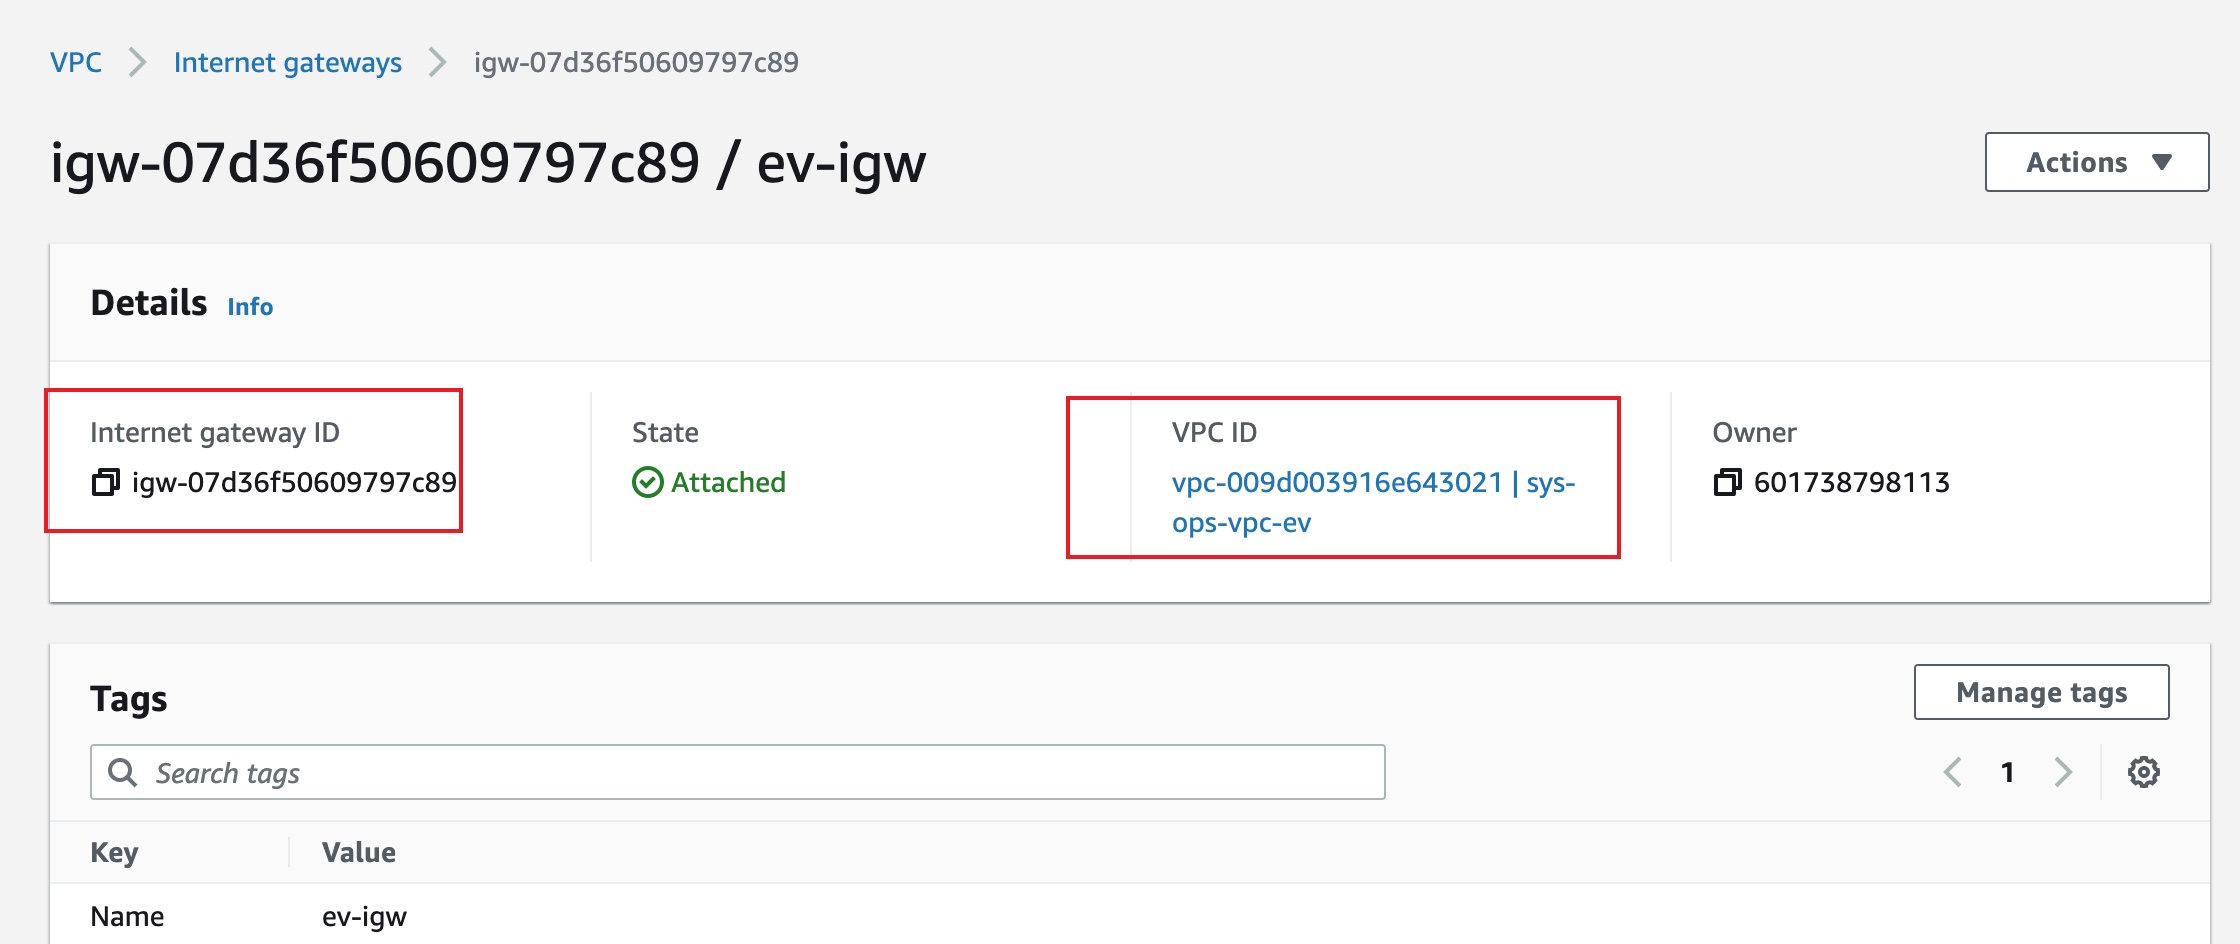 VPC > Internet gateways > igw-07d36f50609797c89
igw-07d36f50609797c89 / ev-igw
Actions ▼
Details Info
Internet gateway ID
igw-07d36f50609797c89
State
Attached
VPC ID
vpc-009d003916e643021 | sys-
ops-vpc-ev
Owner
601738798113
Tags
Manage tags
Search tags
1
Key Value
Name ev-igw